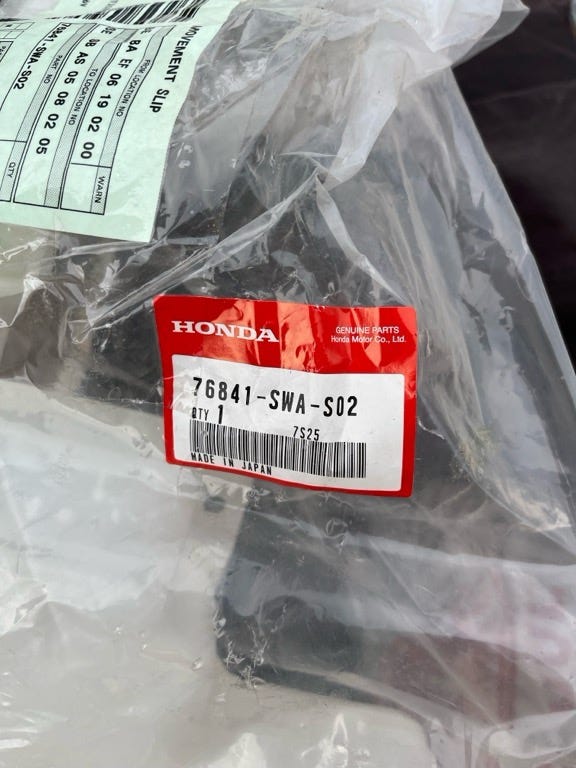 MOVEMENT SLIP
FROM LOCATION NO
WARN
BA EF 06 19 02 00
TO LOCATION NO
BB AS 05 08 02 05
PART NO
QTY
76841-SWA-S02
HONDA
GENUINE PARTS
Honda Motor Co., Ltd.
76841-SWA-S02
QTY 1
7S25
MADE IN JAPAN